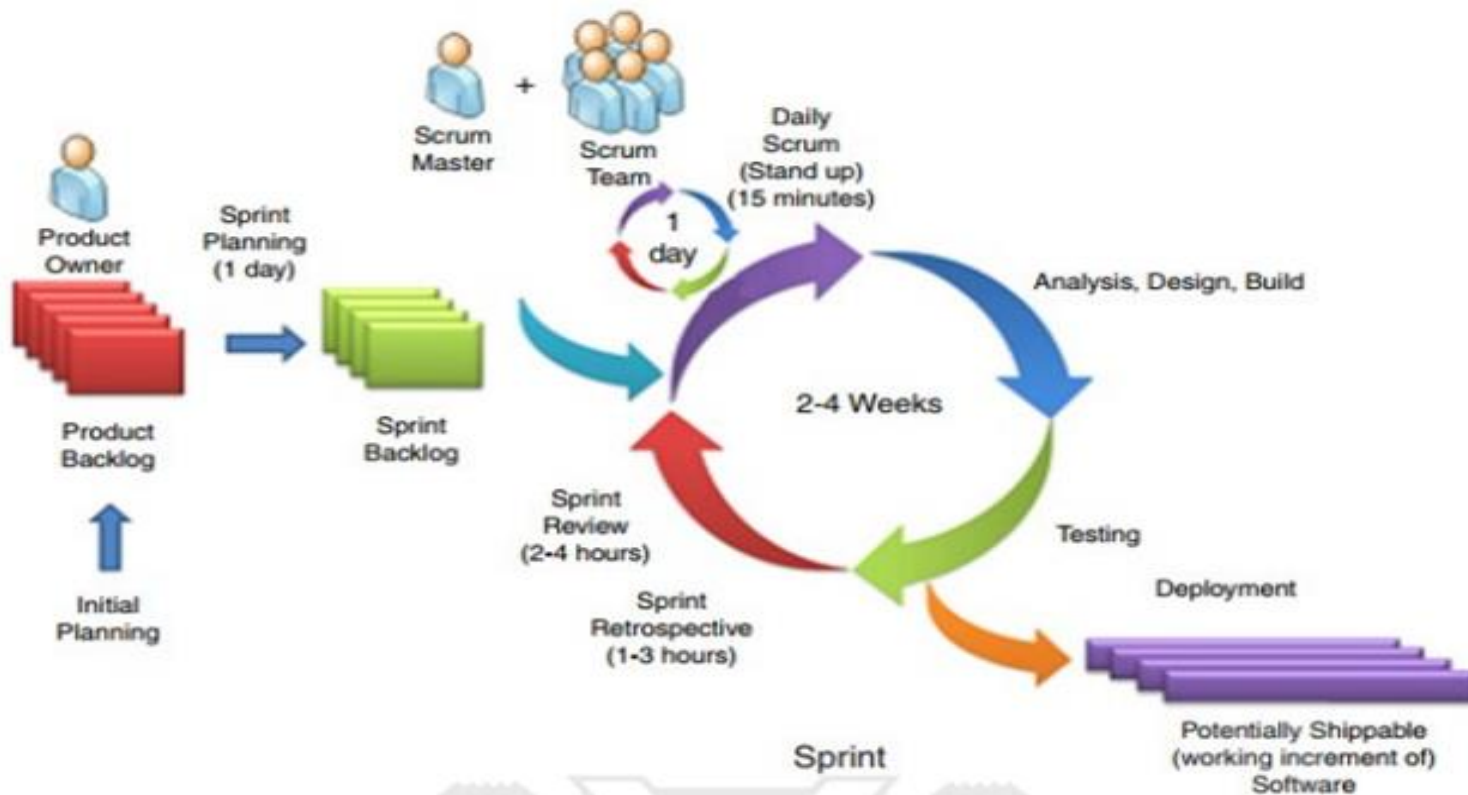 Scrum
Master
+
Scrum
Team
Daily
Scrum
(Stand up)
(15 minutes)
1
day
Product
Owner
Sprint
Planning
(1 day)
Product
Backlog
Sprint
Backlog
Initial
Planning
Analysis, Design, Build
2-4 Weeks
Testing
Sprint
Review
(2-4 hours)
Sprint
Retrospective
(1-3 hours)
Deployment
Potentially Shippable
(working increment of)
Software
Sprint